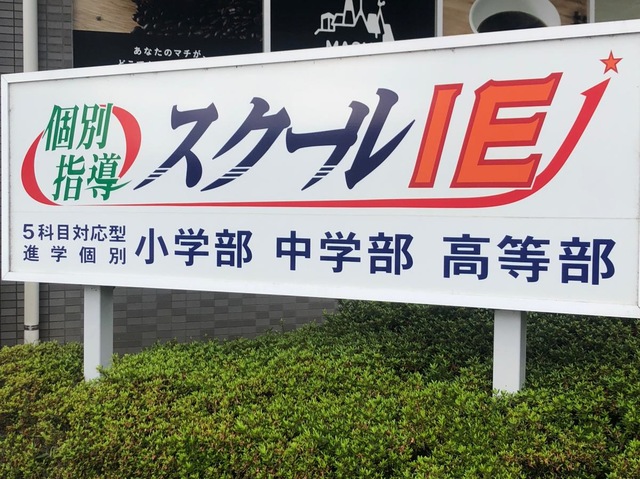 あなたのマチが、
個別
指導
スクールIE
5科目対応型
進学個別
小学部 中学部 高等部